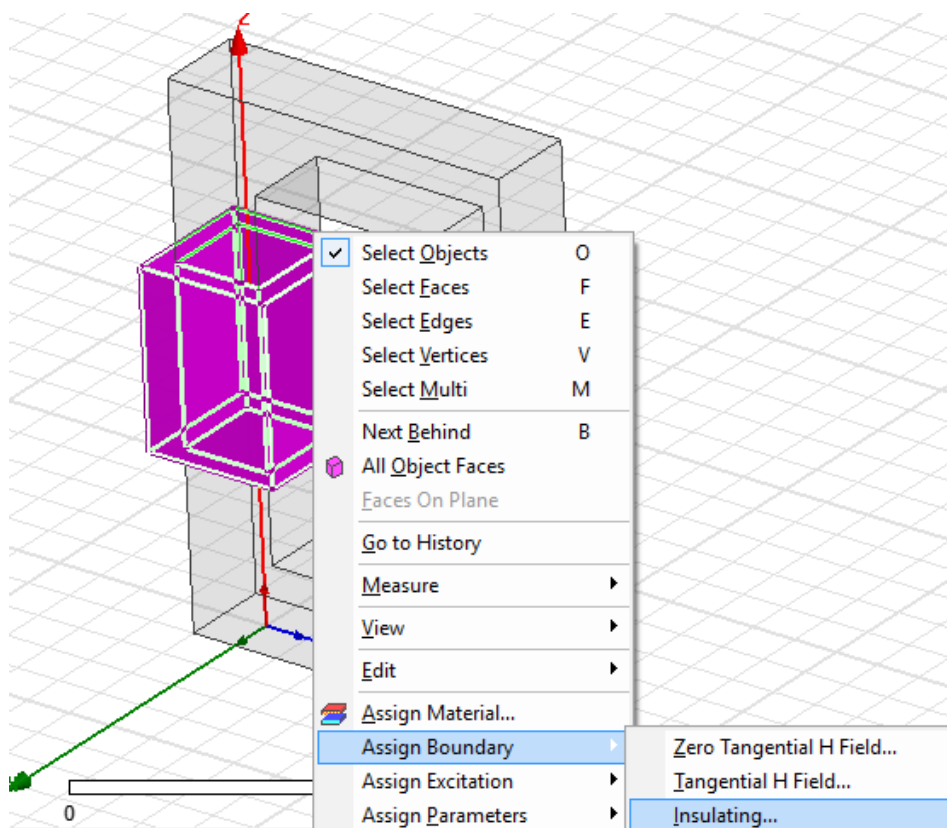 Z
Select Objects O
Select Faces F
Select Edges E
Select Vertices V
Select Multi M
Next Behind B
All Object Faces
Faces On Plane
Go to History
Measure
View
Edit
Assign Material...
Assign Boundary
Assign Excitation
Assign Parameters
Zero Tangential H Field...
Tangential H Field...
Insulating...
0